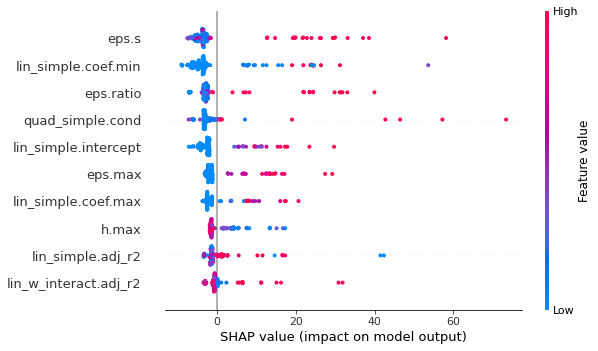 High
eps.s
lin_simple.coef.min
eps.ratio
quad_simple.cond
lin_simple.intercept
eps.max
lin_simple.coef.max
h.max
lin_simple.adj_r2
lin_w_interact.adj_r2
Feature value
Low
0 20 40 60
SHAP value (impact on model output)